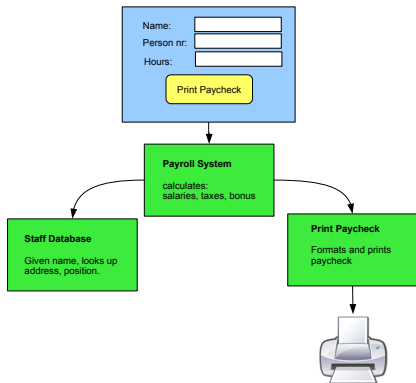 Name:
Person nr:
Hours:
Print Paycheck
Payroll System
calculates:
salaries, taxes, bonus
Staff Database
Given name, looks up
address, position.
Print Paycheck
Formats and prints
paycheck